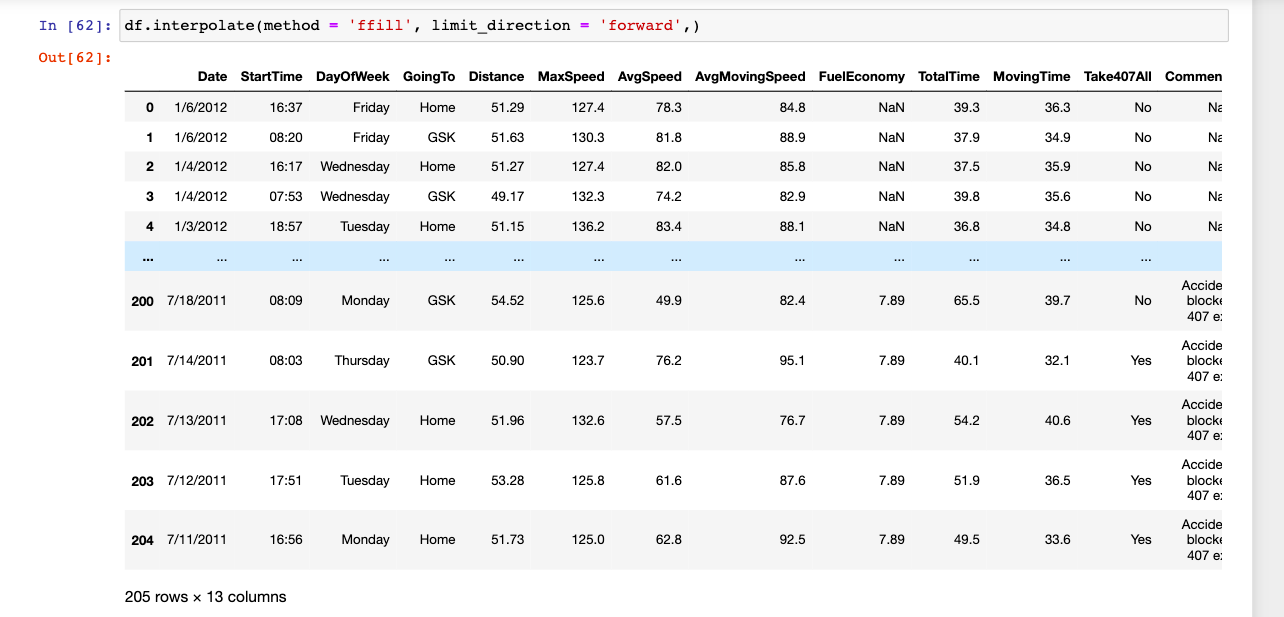 In [62]: df.interpolate(method = 'ffill', limit_direction = 'forward',)
Out[62]:
Date StartTime DayOfWeek GoingTo Distance MaxSpeed AvgSpeed AvgMovingSpeed FuelEconomy TotalTime MovingTime Take407All Commen
0 1/6/2012 16:37 Friday Home 51.29 127.4 78.3 84.8 NaN 39.3 36.3 No Na
1 1/6/2012 08:20 Friday GSK 51.63 130.3 81.8 88.9 NaN 37.9 34.9 No Na
2 1/4/2012 16:17 Wednesday Home 51.27 127.4 82.0 85.8 NaN 37.5 35.9 No Na
3 1/4/2012 07:53 Wednesday GSK 49.17 132.3 74.2 82.9 NaN 39.8 35.6 No Na
4 1/3/2012 18:57 Tuesday Home 51.15 136.2 83.4 88.1 NaN 36.8 34.8 No Na
... ... ... ... ... ... ... ... ... ... ... ... ...
Accide
200 7/18/2011 08:09 Monday GSK 54.52 125.6 49.9 82.4 7.89 65.5 39.7 No blocke
407 e
Accide
201 7/14/2011 08:03 Thursday GSK 50.90 123.7 76.2 95.1 7.89 40.1 32.1 Yes blocke
407 e
Accide
202 7/13/2011 17:08 Wednesday Home 51.96 132.6 57.5 76.7 7.89 54.2 40.6 Yes blocke
407 e
Accide
203 7/12/2011 17:51 Tuesday Home 53.28 125.8 61.6 87.6 7.89 51.9 36.5 Yes blocke
407 e
Accide
204 7/11/2011 16:56 Monday Home 51.73 125.0 62.8 92.5 7.89 49.5 33.6 Yes blocke
407 e
205 rows × 13 columns